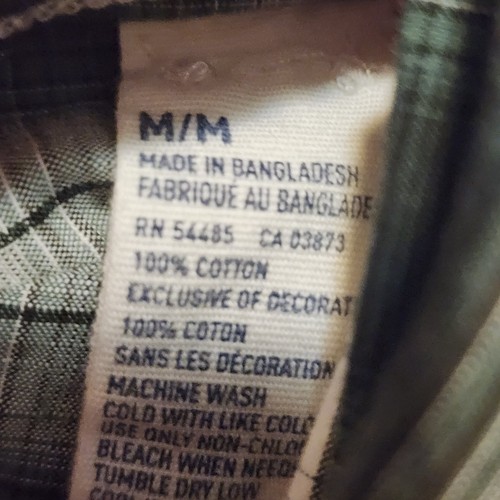 M/M
MADE IN BANGLADESH
FABRIQUE AU BANGLADE
RN 54485 CA 03873
100% COTTON
EXCLUSIVE OF DECORAT
100% COTON
SANS LES DÉCORATION
MACHINE WASH
COLD WITH LIKE COLO
USE ONLY NON-CHLO
BLEACH WHEN NEED
TUMBLE DRY LOW